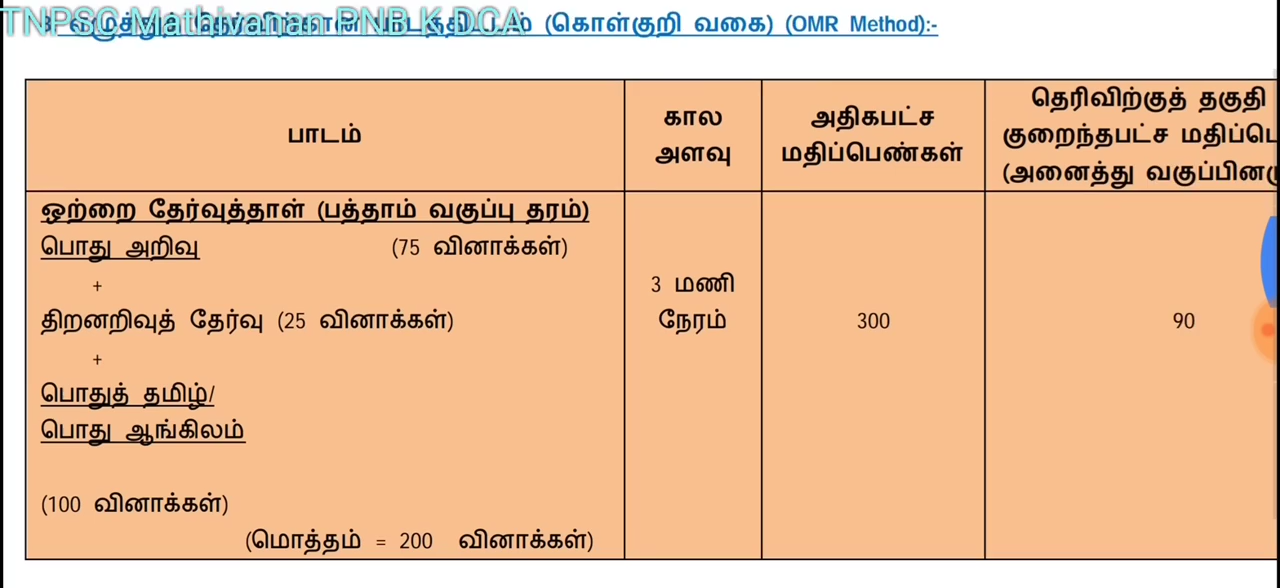 TNPSC Mathivanan PNB K DCA
(கொள்குறி வகை) (OMR Method):-
பாடம்
கால அளவு
அதிகபட்ச மதிப்பெண்கள்
தெரிவிற்குத் தகுதி
குறைந்தபட்ச
(அனைத்து
ஒற்றை தேர்வுத்தாள் (பத்தாம் வகுப்பு தரம்)
பொது அறிவு (75 வினாக்கள்)
+
திறனறிவுத் தேர்வு (25 வினாக்கள்)
+
பொதுத் தமிழ்/
பொது ஆங்கிலம்
(100 வினாக்கள்)
(மொத்தம் = 200 வினாக்கள்)
3 மணி
நேரம்
300
90